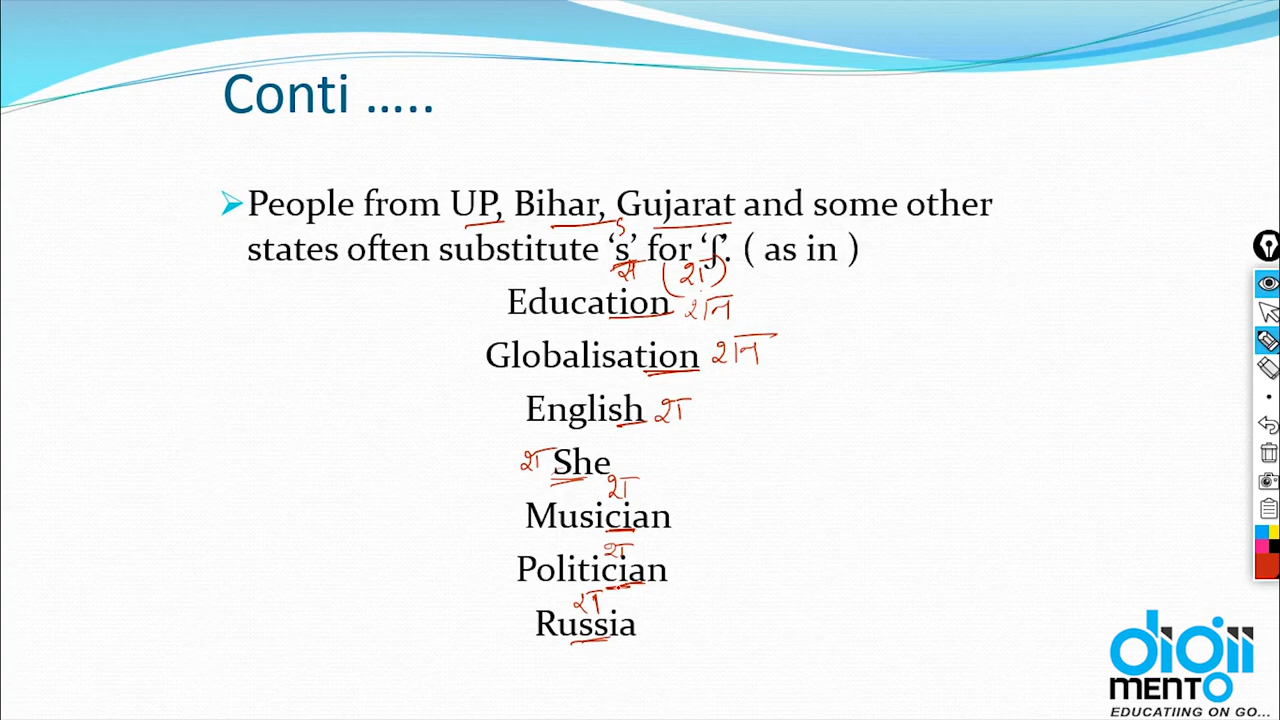 Conti .....
People from UP, Bihar, Gujarat and some other
s
states often substitute ‘s’ for ‘ʃ’. ( as in )
स (श)
Education शन
Globalisation शन
English श
श She
श
Musician
श
Politician
श
Russia
digii
MENTO
EDUCATIING ON GO...